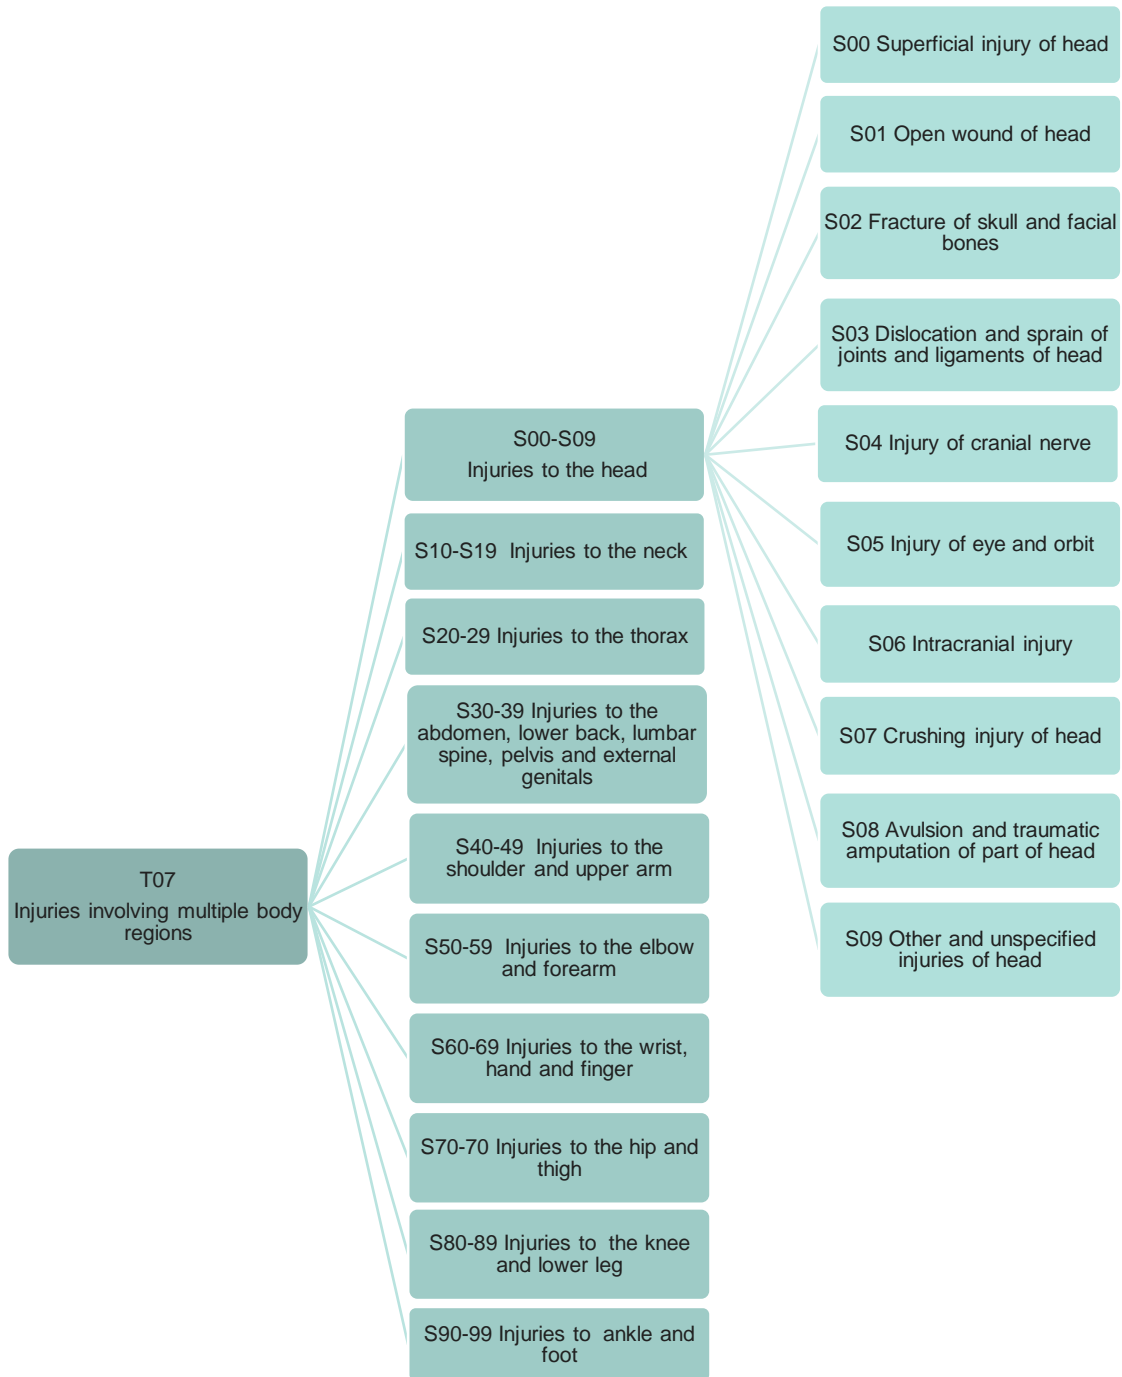 T07
Injuries involving multiple body
regions
S00-S09
Injuries to the head
S10-S19 Injuries to the neck
S20-29 Injuries to the thorax
S30-39 Injuries to the
abdomen, lower back, lumbar
spine, pelvis and external
genitals
S40-49 Injuries to the
shoulder and upper arm
S50-59 Injuries to the elbow
and forearm
S60-69 Injuries to the wrist,
hand and finger
S70-70 Injuries to the hip and
thigh
S80-89 Injuries to the knee
and lower leg
S90-99 Injuries to ankle and
foot
S00 Superficial injury of head
S01 Open wound of head
S02 Fracture of skull and facial
bones
S03 Dislocation and sprain of
joints and ligaments of head
S04 Injury of cranial nerve
S05 Injury of eye and orbit
S06 Intracranial injury
S07 Crushing injury of head
S08 Avulsion and traumatic
amputation of part of head
S09 Other and unspecified
injuries of head